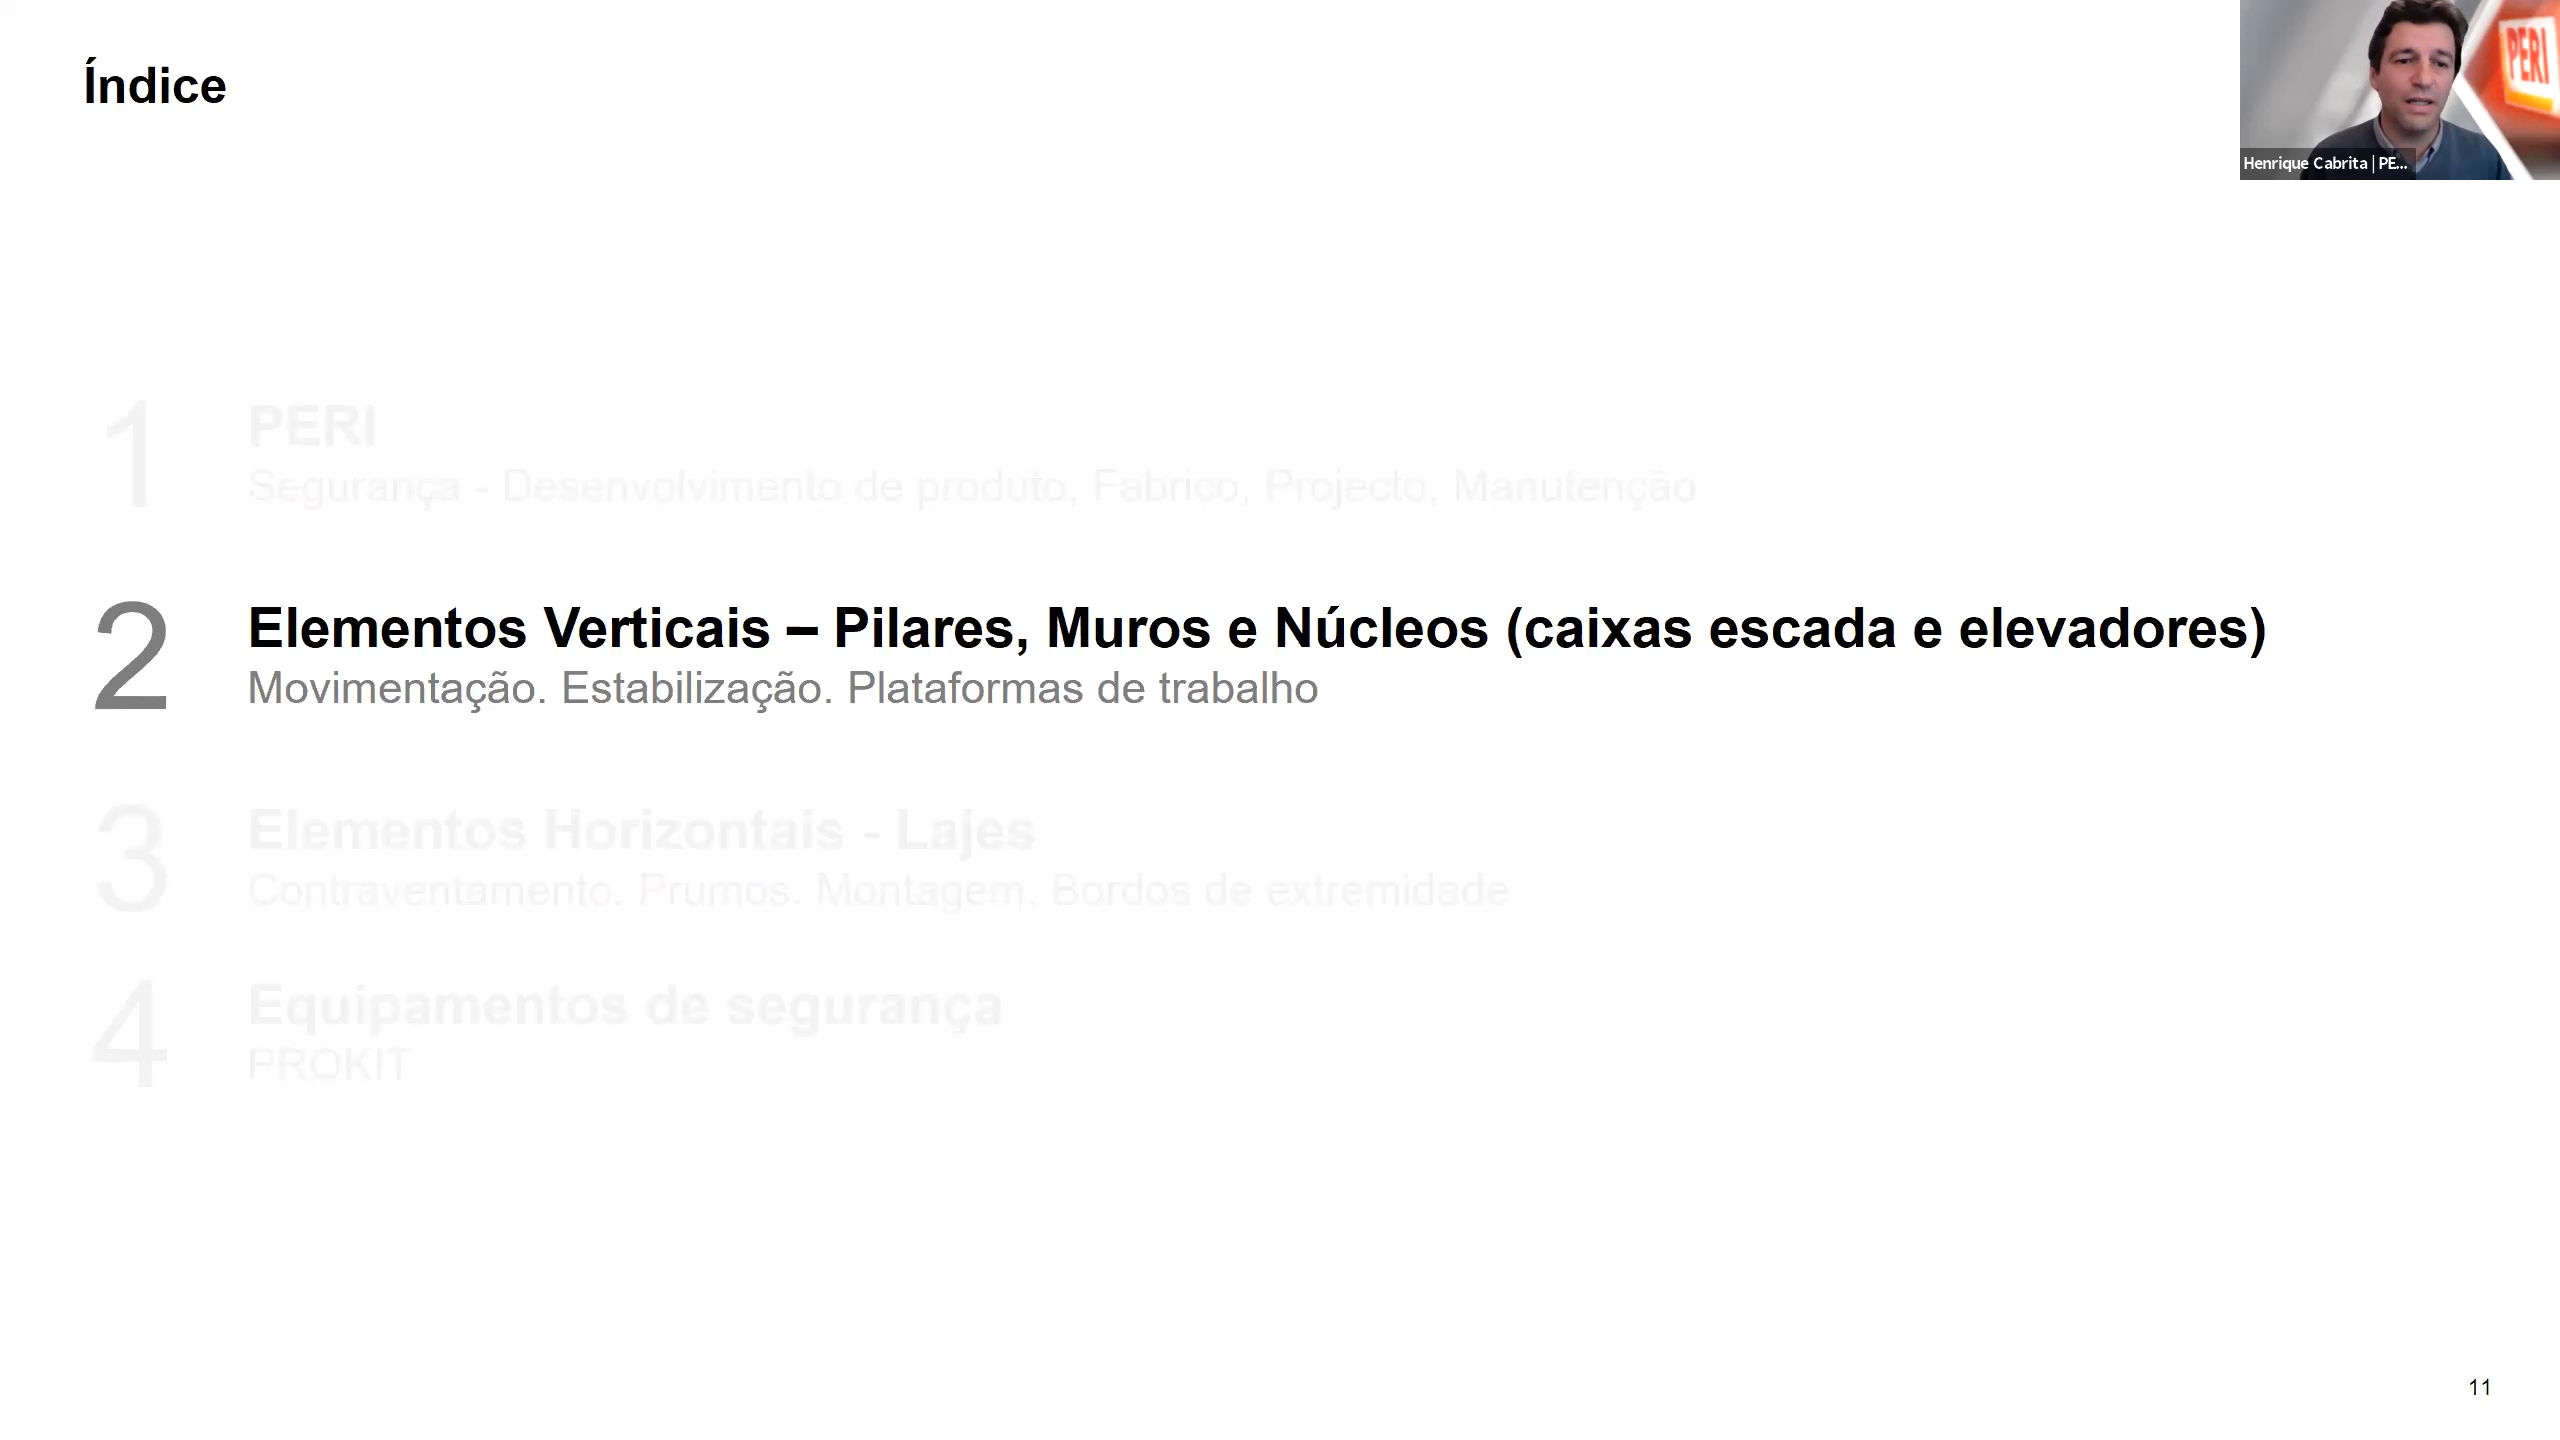 Índice
PERI
Henrique Cabrita | PE...
1
PERI
Segurança - Desenvolvimento de produto, Fabrico, Projecto, Manutenção
2
Elementos Verticais – Pilares, Muros e Núcleos (caixas escada e elevadores)
Movimentação. Estabilização. Plataformas de trabalho
3
Elementos Horizontais - Lajes
Contraventamento. Prumos. Montagem. Bordos de extremidade
4
Equipamentos de segurança
PROKIT
11